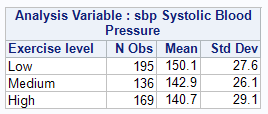 Analysis Variable : sbp Systolic Blood
Pressure
Exercise level N Obs Mean Std Dev
Low 195 150.1 27.6
Medium 136 142.9 26.1
High 169 140.7 29.1